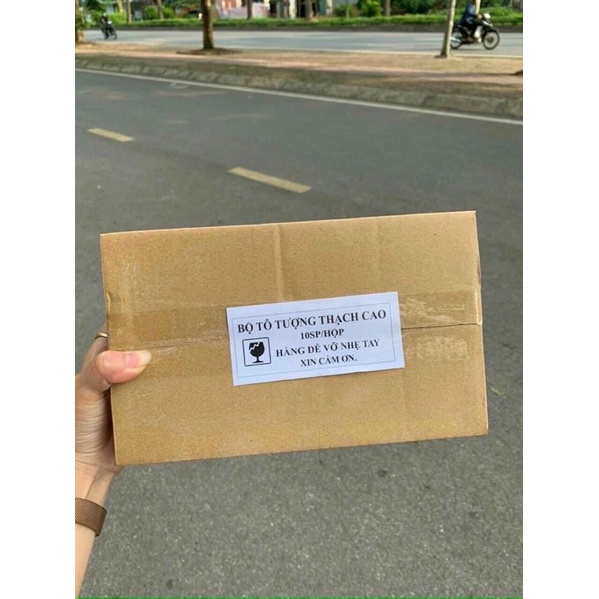 BỘ TÔ TƯỢNG THẠCH CAO
10SP/HỘP
HÀNG DỄ VỠ NHẸ TAY
XIN CẢM ƠN.